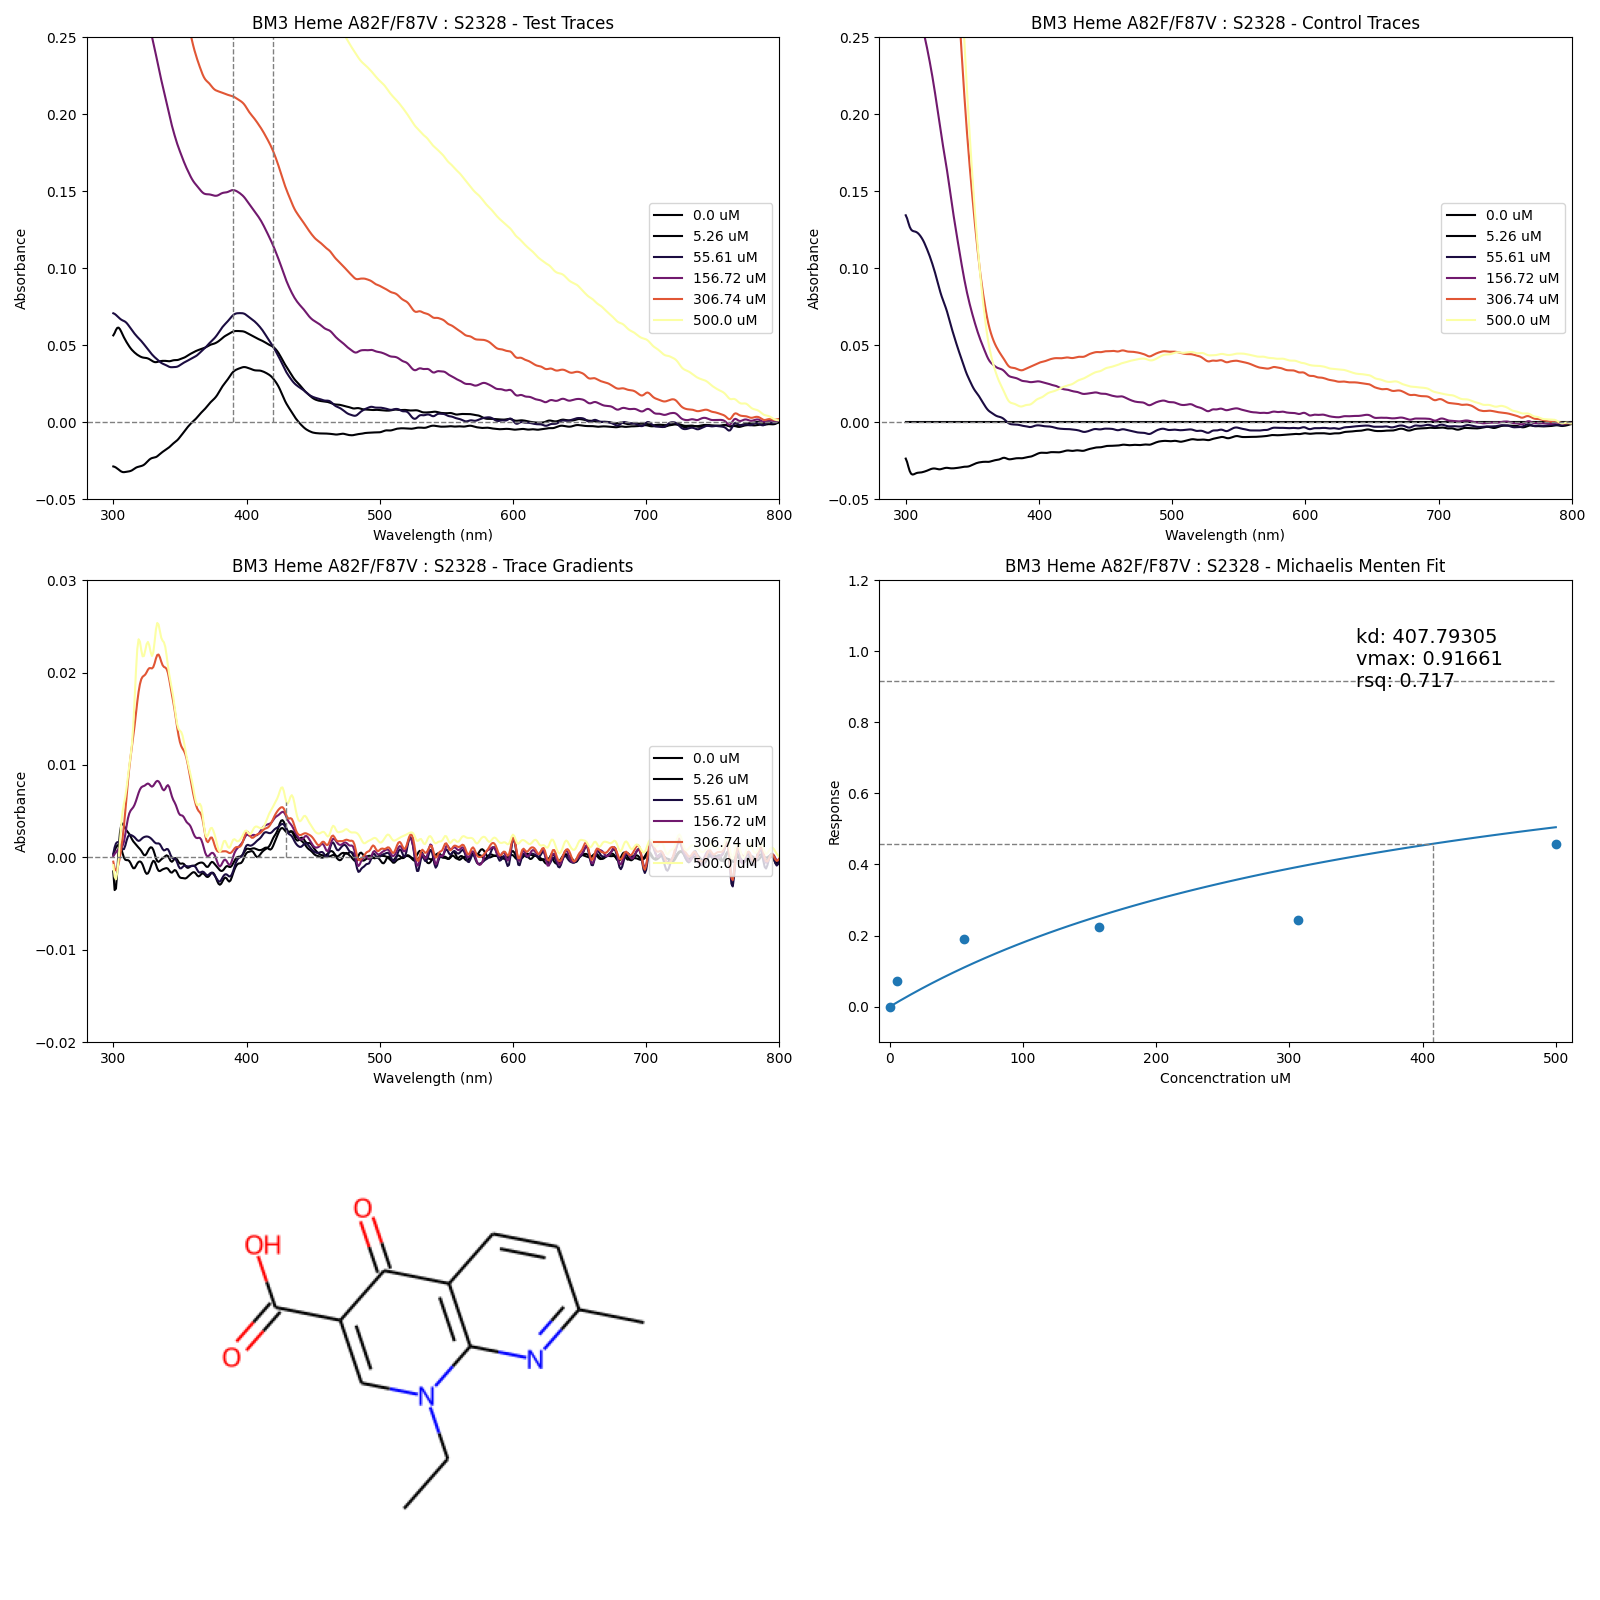 BM3 Heme A82F/F87V : S2328 - Test Traces
0.25
0.20
0.15
0.10
0.05
0.00
−0.05
Absorbance
300 400 500 600 700 800
Wavelength (nm)
0.0 uM
5.26 uM
55.61 uM
156.72 uM
306.74 uM
500.0 uM
BM3 Heme A82F/F87V : S2328 - Control Traces
0.25
0.20
0.15
0.10
0.05
0.00
−0.05
Absorbance
300 400 500 600 700 800
Wavelength (nm)
0.0 uM
5.26 uM
55.61 uM
156.72 uM
306.74 uM
500.0 uM
BM3 Heme A82F/F87V : S2328 - Trace Gradients
0.03
0.02
0.01
0.00
−0.01
−0.02
Absorbance
300 400 500 600 700 800
Wavelength (nm)
0.0 uM
5.26 uM
55.61 uM
156.72 uM
306.74 uM
500.0 uM
BM3 Heme A82F/F87V : S2328 - Michaelis Menten Fit
1.2
1.0
0.8
0.6
0.4
0.2
0.0
Response
kd: 407.79305
vmax: 0.91661
rsq: 0.717
0 100 200 300 400 500
Concenctration uM
O
OH
O
N
N